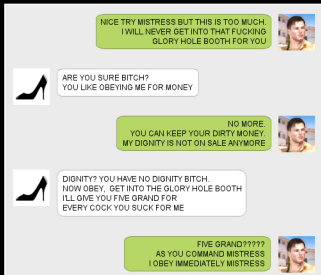 NICE TRY MISTRESS BUT THIS IS TOO MUCH.
I WILL NEVER GET INTO THAT FUCKING
GLORY HOLE BOOTH FOR YOU
ARE YOU SURE BITCH?
YOU LIKE OBEYING ME FOR MONEY
NO MORE.
YOU CAN KEEP YOUR DIRTY MONEY.
MY DIGNITY IS NOT ON SALE ANYMORE
DIGNITY? YOU HAVE NO DIGNITY BITCH.
NOW OBEY, GET INTO THE GLORY HOLE BOOTH
I'LL GIVE YOU FIVE GRAND FOR
EVERY COCK YOU SUCK FOR ME
FIVE GRAND?????
AS YOU COMMAND MISTRESS
I OBEY IMMEDIATELY MISTRESS